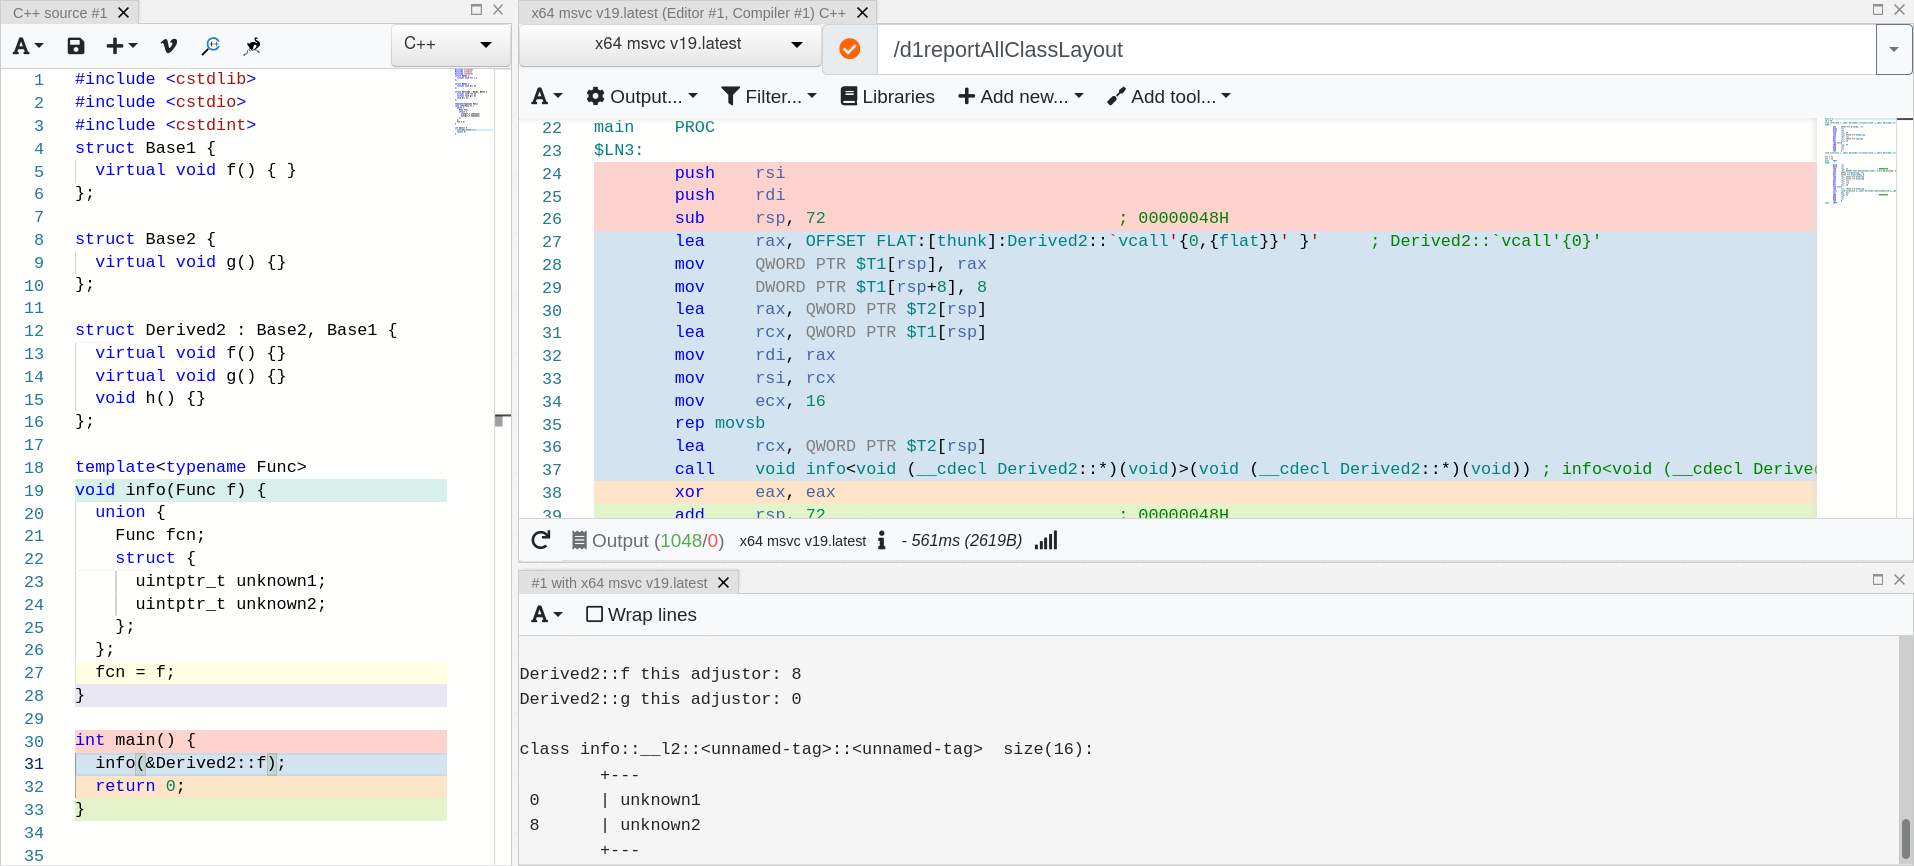 C++ source #1
C++
1 #include <cstdlib>
2 #include <cstdio>
3 #include <cstdint>
4 struct Base1 {
5   virtual void f() { }
6 };
7
8 struct Base2 {
9   virtual void g() {}
10 };
11
12 struct Derived2 : Base2, Base1 {
13   virtual void f() {}
14   virtual void g() {}
15   void h() {}
16 };
17
18 template<typename Func>
19 void info(Func f) {
20   union {
21     Func fcn;
22     struct {
23       uintptr_t unknown1;
24       uintptr_t unknown2;
25     };
26   };
27   fcn = f;
28 }
29
30 int main() {
31   info(&Derived2::f);
32   return 0;
33 }
34
35
x64 msvc v19.latest (Editor #1, Compiler #1) C++
x64 msvc v19.latest
/d1reportAllClassLayout
A Output... Filter... Libraries Add new... Add tool...
22 main    PROC
23 $LN3:
24         push    rsi
25         push    rdi
26         sub     rsp, 72                             ; 00000048H
27         lea     rax, OFFSET FLAT:[thunk]:Derived2::`vcall'{0,{flat}}' }'     ; Derived2::`vcall'{0}'
28         mov     QWORD PTR $T1[rsp], rax
29         mov     DWORD PTR $T1[rsp+8], 8
30         lea     rax, QWORD PTR $T2[rsp]
31         lea     rcx, QWORD PTR $T1[rsp]
32         mov     rdi, rax
33         mov     rsi, rcx
34         mov     ecx, 16
35         rep movsb
36         lea     rcx, QWORD PTR $T2[rsp]
37         call    void info<void (__cdecl Derived2::*)(void)>(void (__cdecl Derived2::*)(void)) ; info<void (__cdecl Derive
38         xor     eax, eax
39         add     rsp, 72                             ; 00000048H
Output (1048/0) x64 msvc v19.latest - 561ms (2619B)
#1 with x64 msvc v19.latest
A Wrap lines
Derived2::f this adjustor: 8
Derived2::g this adjustor: 0
class info::__l2::<unnamed-tag>::<unnamed-tag>  size(16):
        +---
 0      | unknown1
 8      | unknown2
        +---